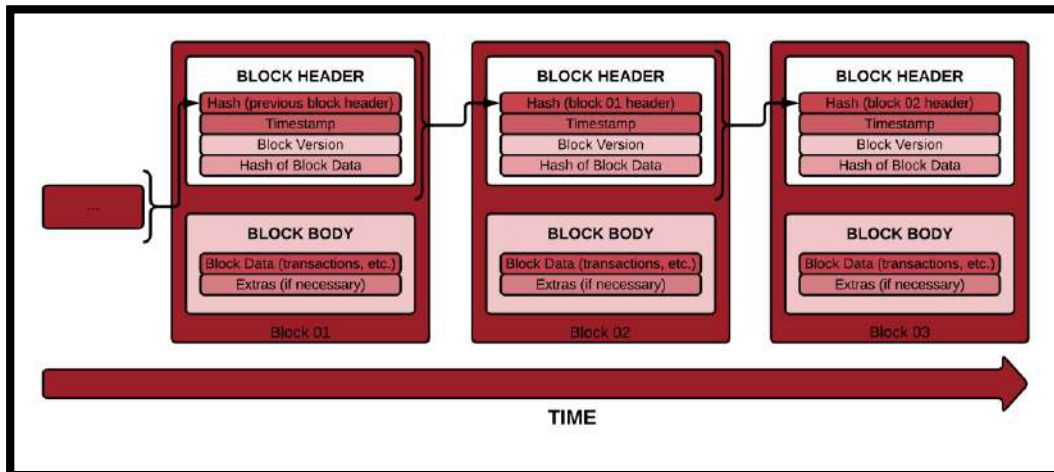 ...
BLOCK HEADER
Hash (previous block header)
Timestamp
Block Version
Hash of Block Data
BLOCK BODY
Block Data (transactions, etc.)
Extras (if necessary)
Block 01
BLOCK HEADER
Hash (block 01 header)
Timestamp
Block Version
Hash of Block Data
BLOCK BODY
Block Data (transactions, etc.)
Extras (if necessary)
Block 02
BLOCK HEADER
Hash (block 02 header)
Timestamp
Block Version
Hash of Block Data
BLOCK BODY
Block Data (transactions, etc.)
Extras (if necessary)
Block 03
TIME